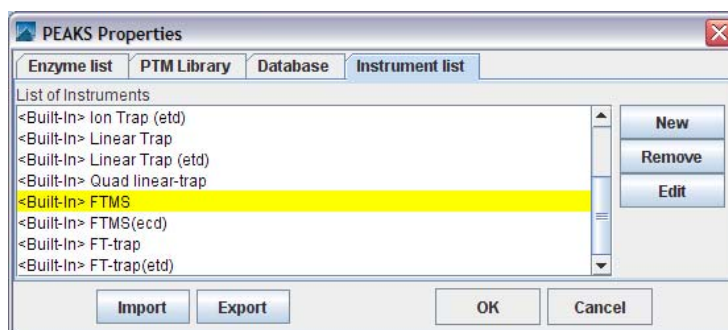 PEAKS Properties
Enzyme list PTM Library Database Instrument list
List of Instruments
<Built-In> Ion Trap (etd)
<Built-In> Linear Trap
<Built-In> Linear Trap (etd)
<Built-In> Quad linear-trap
<Built-In> FTMS
<Built-In> FTMS(ecd)
<Built-In> FT-trap
<Built-In> FT-trap(etd)
New
Remove
Edit
Import Export OK Cancel